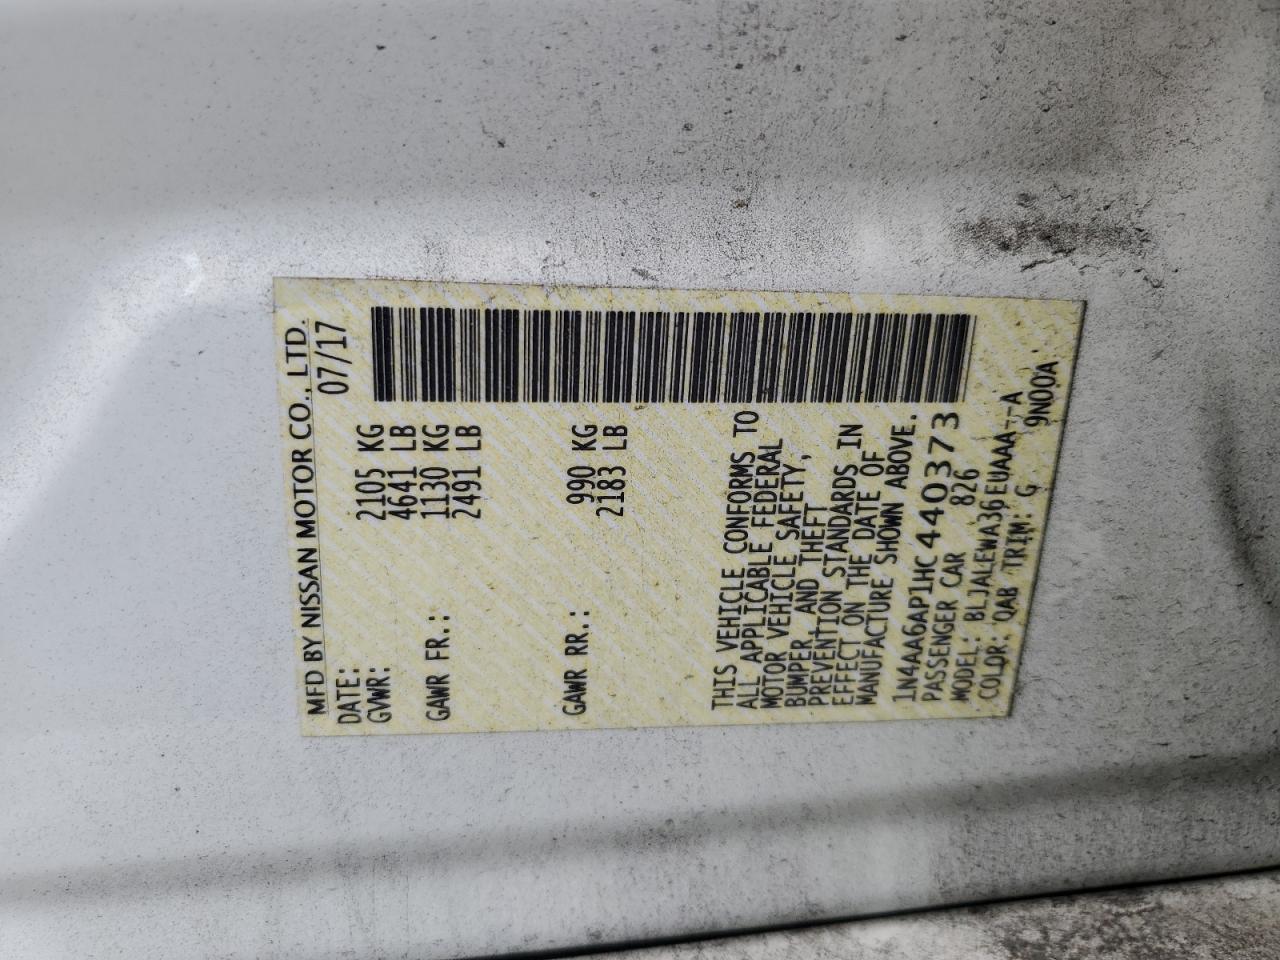 MFD BY NISSAN MOTOR CO., LTD.
DATE: 07/17
GVWR: 2105 KG
4641 LB
GAWR FR.: 1130 KG
2491 LB
GAWR RR.: 990 KG
2183 LB
THIS VEHICLE CONFORMS TO
ALL APPLICABLE FEDERAL
MOTOR VEHICLE SAFETY,
BUMPER, AND THEFT
PREVENTION STANDARDS IN
EFFECT ON THE DATE OF
MANUFACTURE SHOWN ABOVE.
1N4AA6AP1HC440373
PASSENGER CAR 826
MODEL: BLJALEWA36EUAAA--A
COLOR: QAB TRIM: G 9N00A